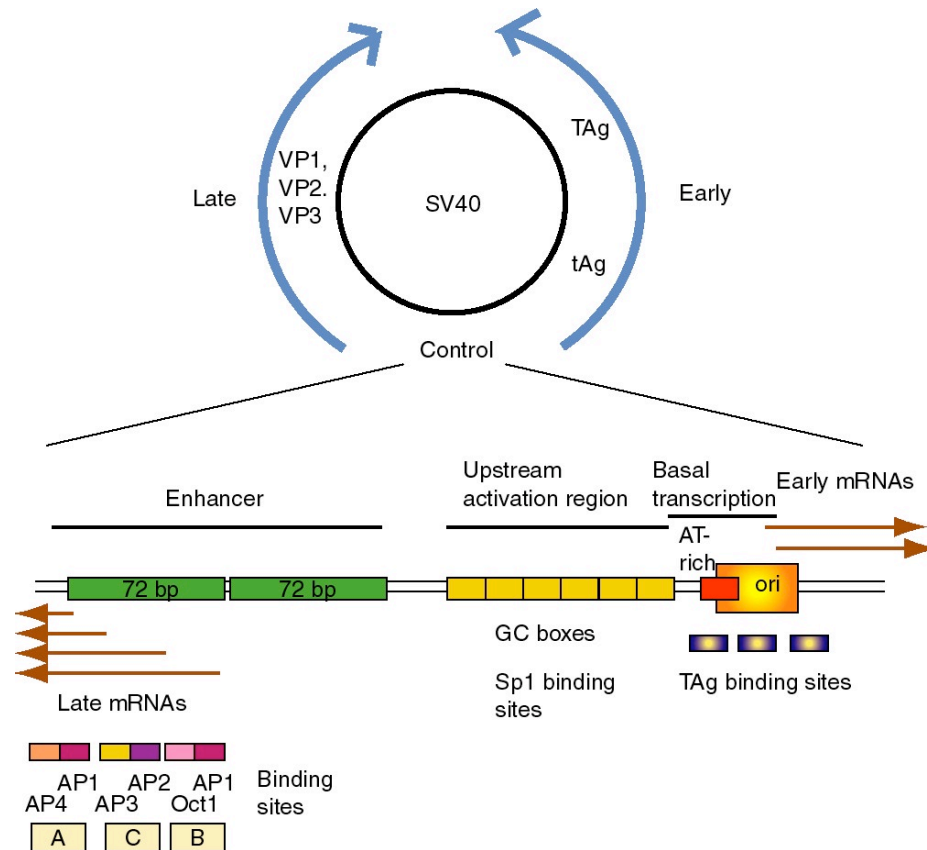 TAg
VP1,
VP2.
VP3
Late
SV40
Early
tAg
Control
Upstream
activation region
Basal
transcription
Early mRNAs
Enhancer
AT-
rich
72 bp
72 bp
ori
GC boxes
Sp1 binding
sites
TAg binding sites
Late mRNAs
AP1
AP2
AP1
Binding
sites
AP4
AP3
Oct1
A
C
B